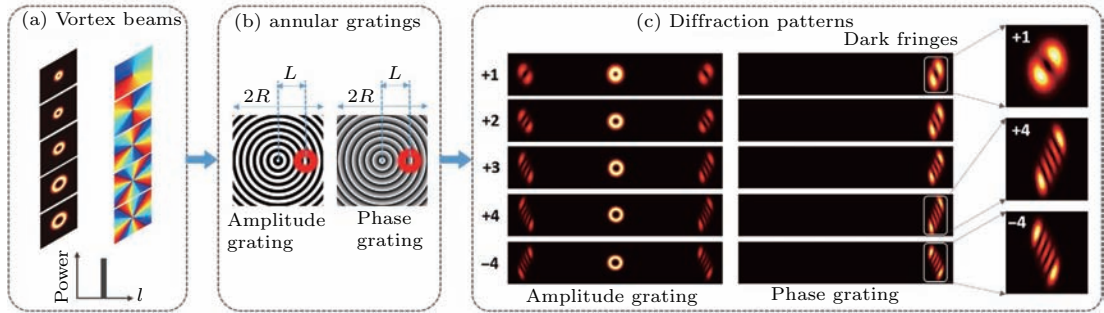 (a) Vortex beams
Power
l
(b) annular gratings
L
L
2R
2R
Amplitude
grating
Phase
grating
(c) Diffraction patterns
Dark fringes
+1
+2
+3
+4
−4
Amplitude grating
Phase grating
+1
+4
−4